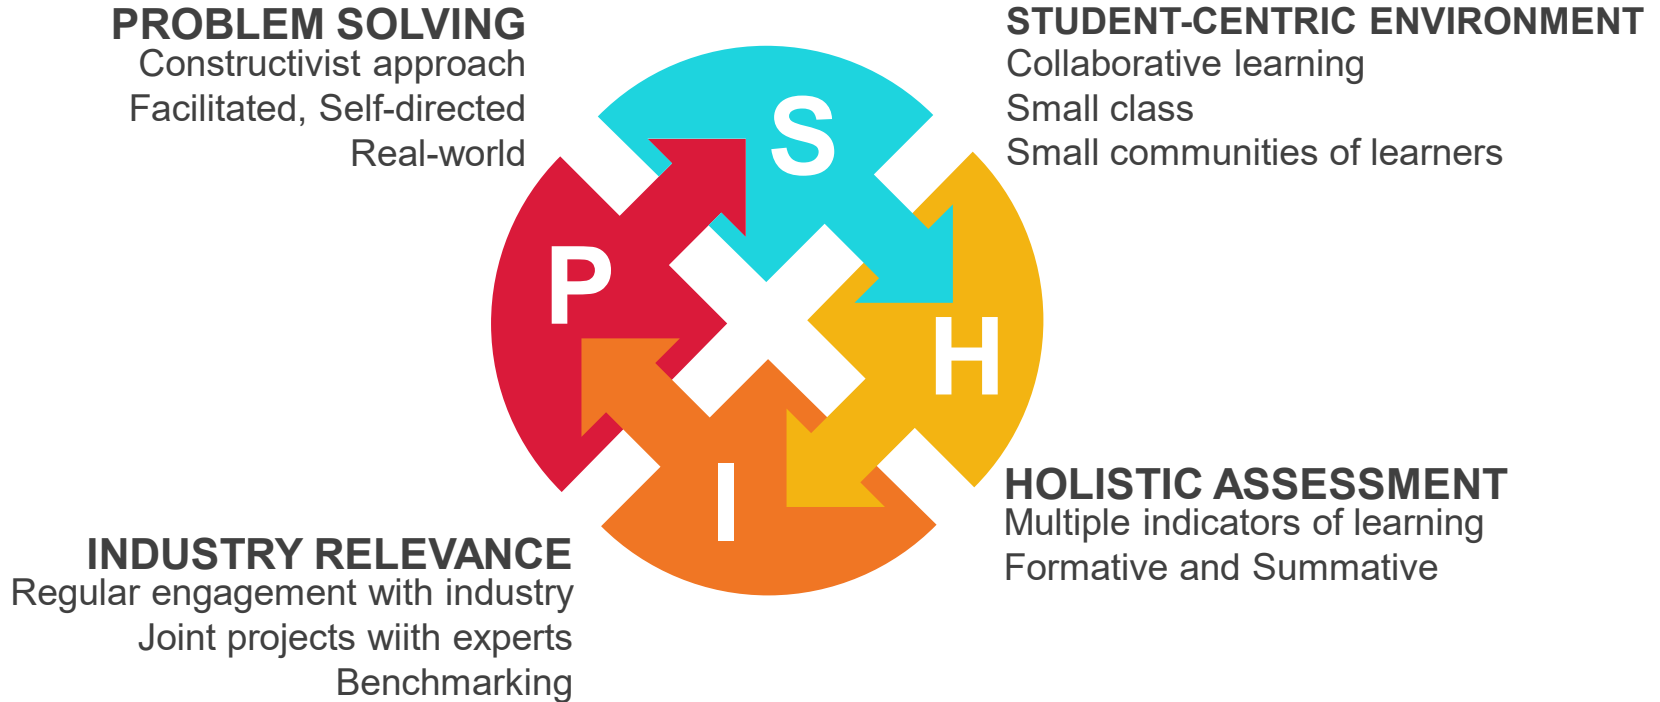 PROBLEM SOLVING
Constructivist approach
Facilitated, Self-directed
Real-world
STUDENT-CENTRIC ENVIRONMENT
Collaborative learning
Small class
Small communities of learners
S
P
H
I
HOLISTIC ASSESSMENT
Multiple indicators of learning
Formative and Summative
INDUSTRY RELEVANCE
Regular engagement with industry
Joint projects wiith experts
Benchmarking